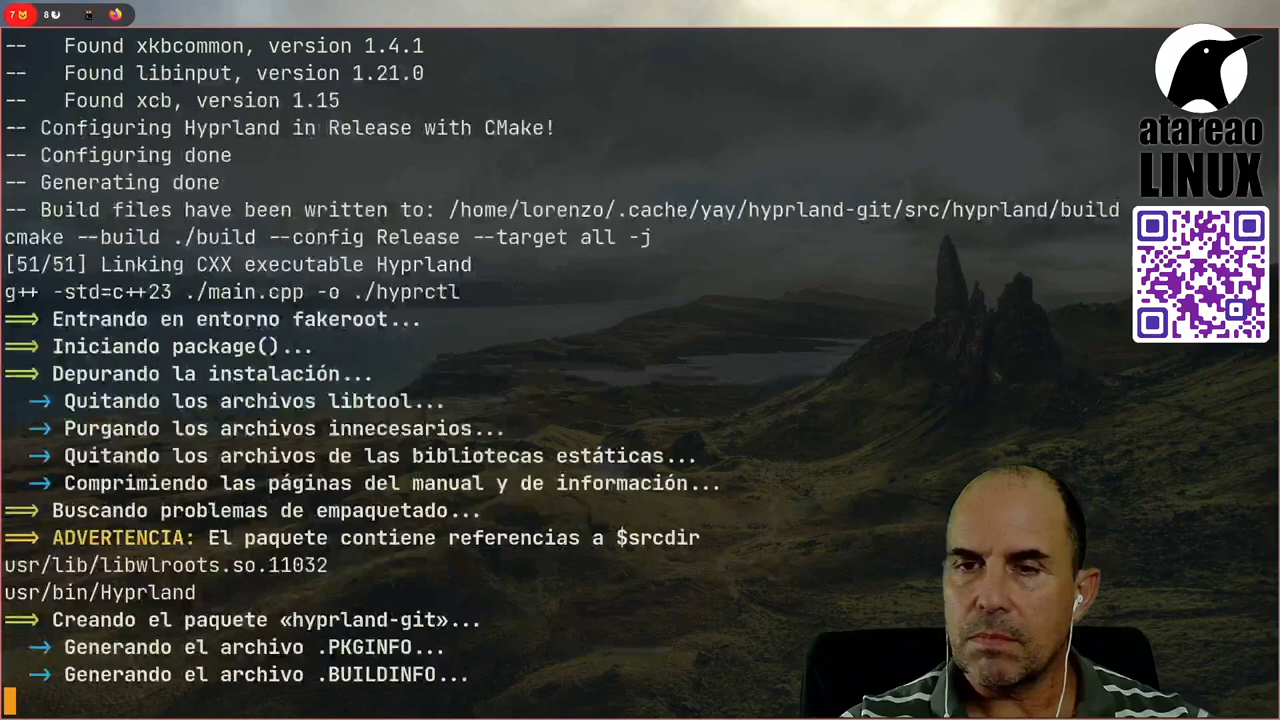 7 8
-- Found xkbcommon, version 1.4.1
-- Found libinput, version 1.21.0
-- Found xcb, version 1.15
-- Configuring Hyprland in Release with CMake!
-- Configuring done
-- Generating done
-- Build files have been written to: /home/lorenzo/.cache/yay/hyprland-git/src/hyprland/build
cmake --build ./build --config Release --target all -j
[51/51] Linking CXX executable Hyprland
g++ -std=c++23 ./main.cpp -o ./hyprctl
==> Entrando en entorno fakeroot...
==> Iniciando package()...
==> Depurando la instalación...
-> Quitando los archivos libtool...
-> Purgando los archivos innecesarios...
-> Quitando los archivos de las bibliotecas estáticas...
-> Comprimiendo las páginas del manual y de información...
==> Buscando problemas de empaquetado...
==> ADVERTENCIA: El paquete contiene referencias a $srcdir
usr/lib/libwlroots.so.11032
usr/bin/Hyprland
==> Creando el paquete «hyprland-git»...
-> Generando el archivo .PKGINFO...
-> Generando el archivo .BUILDINFO...
atareao
LINUX